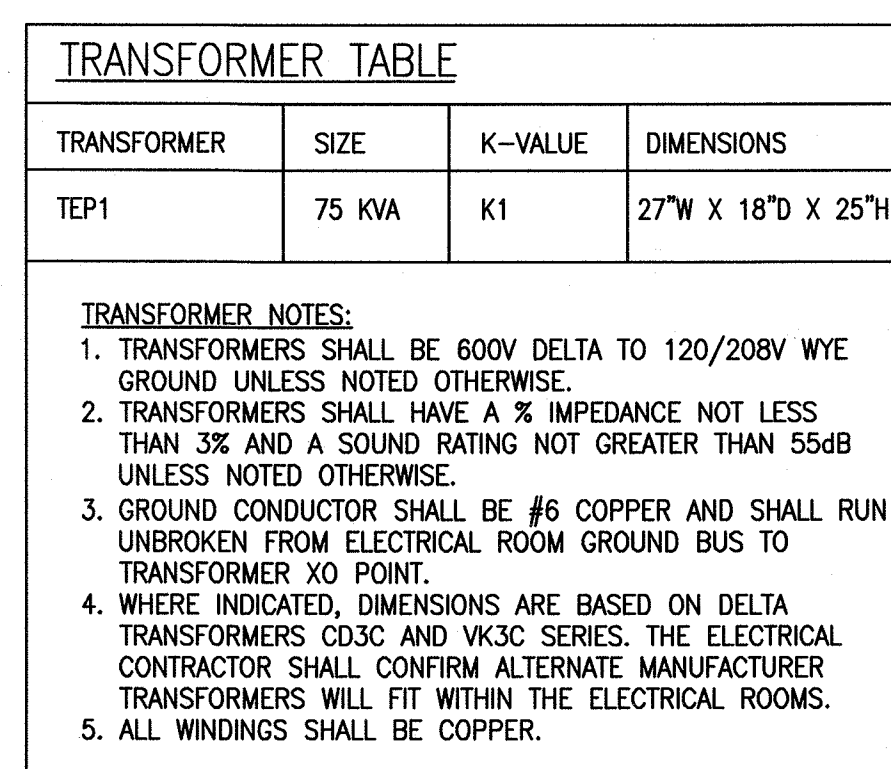 TRANSFORMER TABLE
TRANSFORMER SIZE K-VALUE DIMENSIONS
TEP1 75 KVA K1 27"W X 18"D X 25"H
TRANSFORMER NOTES:
1. TRANSFORMERS SHALL BE 600V DELTA TO 120/208V WYE
GROUND UNLESS NOTED OTHERWISE.
2. TRANSFORMERS SHALL HAVE A % IMPEDANCE NOT LESS
THAN 3% AND A SOUND RATING NOT GREATER THAN 55dB
UNLESS NOTED OTHERWISE.
3. GROUND CONDUCTOR SHALL BE #6 COPPER AND SHALL RUN
UNBROKEN FROM ELECTRICAL ROOM GROUND BUS TO
TRANSFORMER XO POINT.
4. WHERE INDICATED, DIMENSIONS ARE BASED ON DELTA
TRANSFORMERS CD3C AND VK3C SERIES. THE ELECTRICAL
CONTRACTOR SHALL CONFIRM ALTERNATE MANUFACTURER
TRANSFORMERS WILL FIT WITHIN THE ELECTRICAL ROOMS.
5. ALL WINDINGS SHALL BE COPPER.